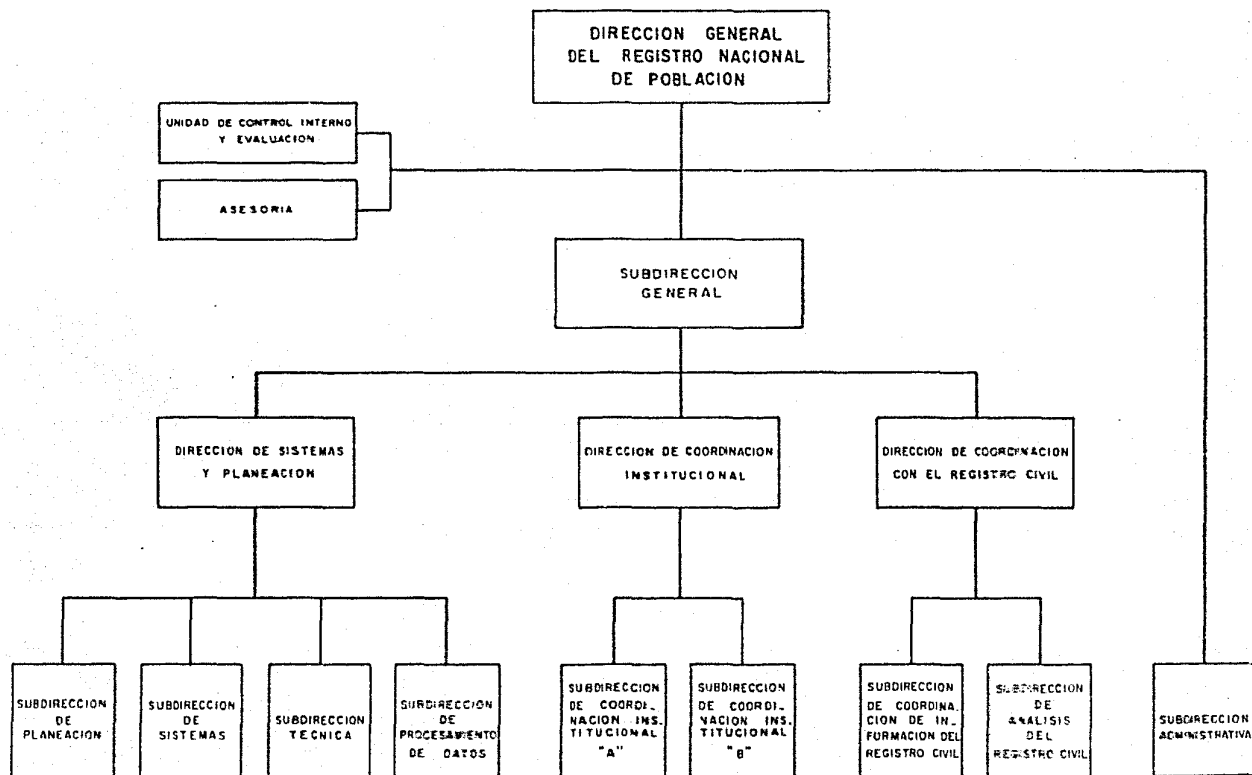 DIRECCION GENERAL
DEL REGISTRO NACIONAL
DE POBLACION
UNIDAD DE CONTROL INTERNO
Y EVALUACION
ASESORIA
SUBDIRECCION
GENERAL
DIRECCION DE SISTEMAS
Y PLANEACION
DIRECCION DE COORDINACION
INSTITUCIONAL
DIRECCION DE COORDINACION
CON EL REGISTRO CIVIL
SUBDIRECCION
DE
PLANEACION
SUBDIRECCION
DE
SISTEMAS
SUBDIRECCION
TECNICA
SUBDIRECCION
DE
PROCESAMIENTO
DE DATOS
SUBDIRECCION
DE COORDI_
NACION INS_
TITUCIONAL
"A"
SUBDIRECCION
DE COORDI_
NACION INS_
TITUCIONAL
"B"
SUBDIRECCION
DE COORDINA_
CION DE IN_
FORMACION DEL
REGISTRO CIVIL
SUBDIRECCION
DE
ANALISIS
DEL
REGISTRO CIVIL
SUBDIRECCION
ADMINISTRATIVA